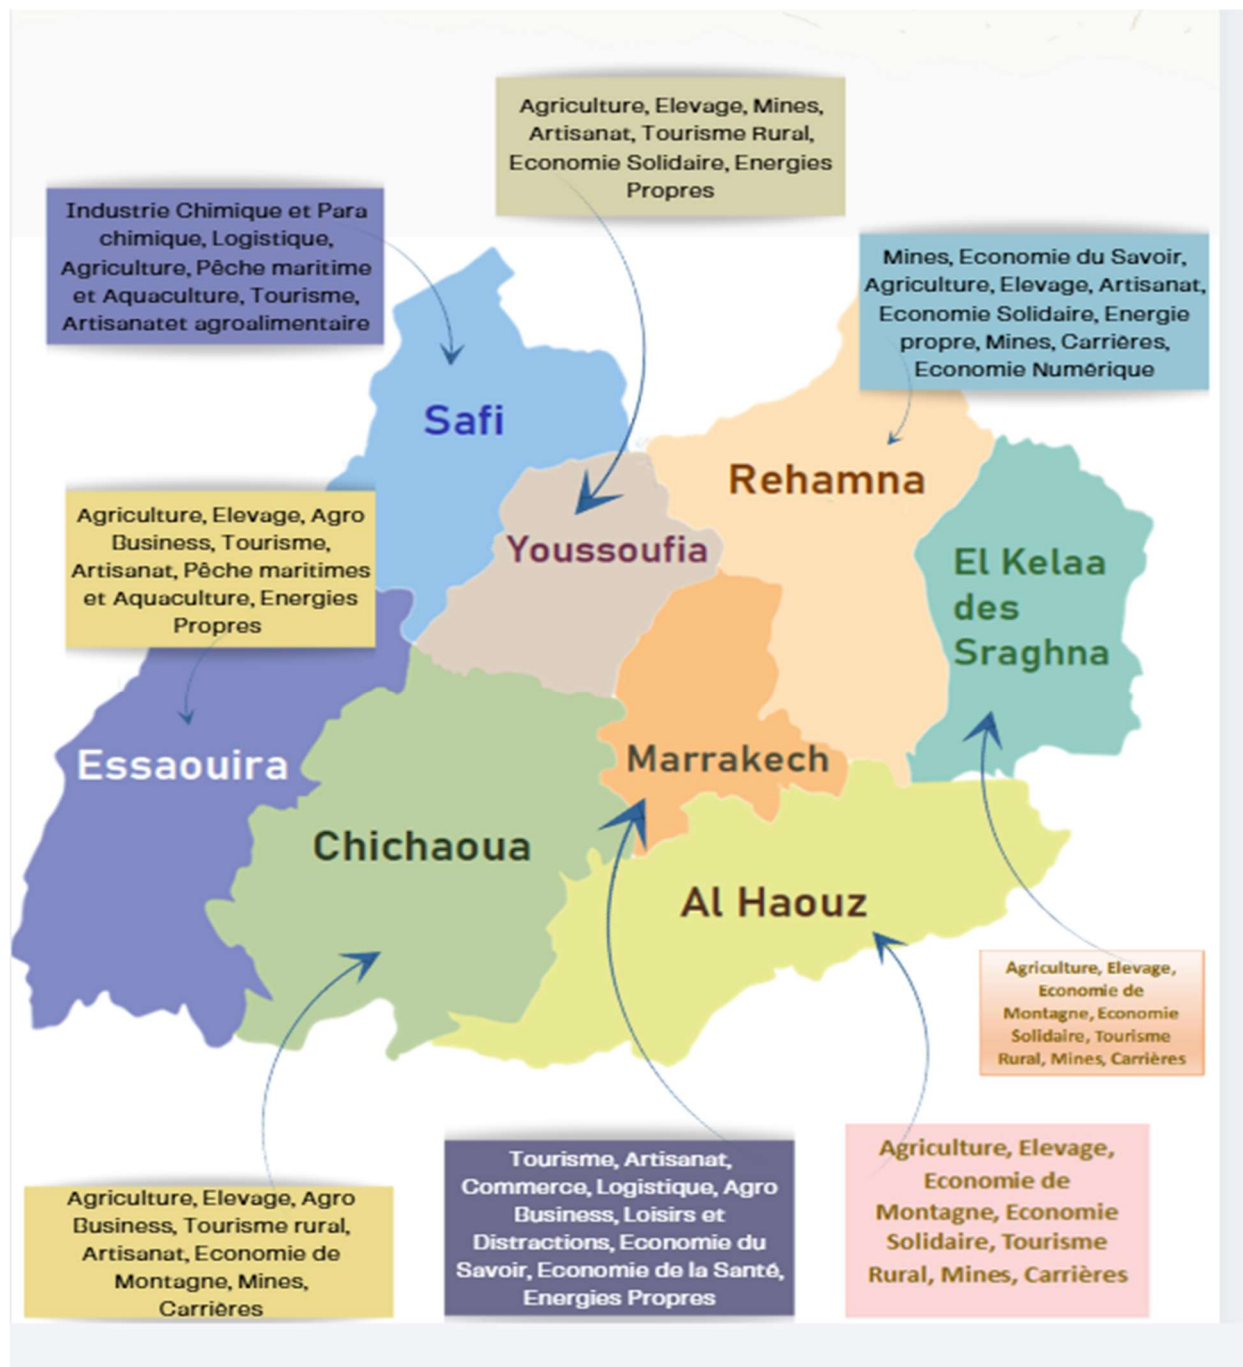 Agriculture, Elevage, Mines,
Artisanat, Tourisme Rural,
Economie Solidaire, Energies
Propres
Industrie Chimique et Para
chimique, Logistique,
Agriculture, Pêche maritime
et Aquaculture, Tourisme,
Artisanatet agroalimentaire
Mines, Economie du Savoir,
Agriculture, Elevage, Artisanat,
Economie Solidaire, Energie
propre, Mines, Carrières,
Economie Numérique
Safi
Rehamna
Agriculture, Elevage, Agro
Business, Tourisme,
Artisanat, Pêche maritimes
et Aquaculture, Energies
Propres
Youssoufia
El Kelaa
des
Sraghna
Essaouira
Marrakech
Chichaoua
Al Haouz
Agriculture, Elevage,
Economie de
Montagne, Economie
Solidaire, Tourisme
Rural, Mines, Carrières
Agriculture, Elevage, Agro
Business, Tourisme rural,
Artisanat, Economie de
Montagne, Mines,
Carrières
Tourisme, Artisanat,
Commerce, Logistique, Agro
Business, Loisirs et
Distractions, Economie du
Savoir, Economie de la Santé,
Energies Propres
Agriculture, Elevage,
Economie de
Montagne, Economie
Solidaire, Tourisme
Rural, Mines, Carrières